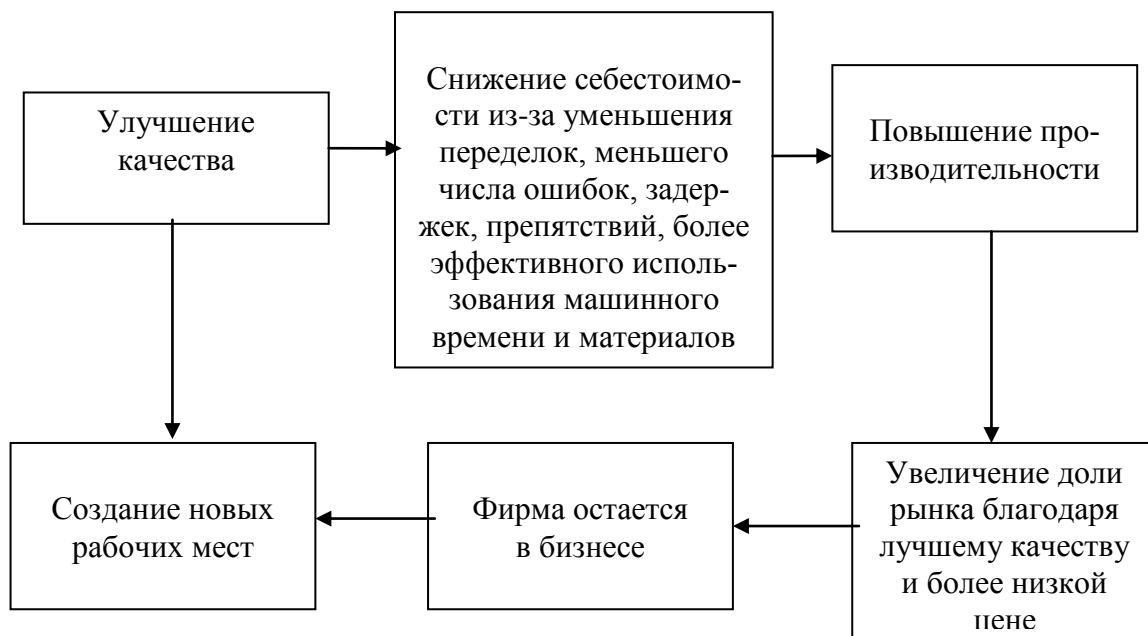 Улучшение
качества
Снижение себестоимо-
сти из-за уменьшения
переделок, меньшего
числа ошибок, задер-
жек, препятствий, более
эффективного исполь-
зования машинного
времени и материалов
Повышение про-
изводительности
Создание новых
рабочих мест
Фирма остается
в бизнесе
Увеличение доли
рынка благодаря
лучшему качеству
и более низкой
цене